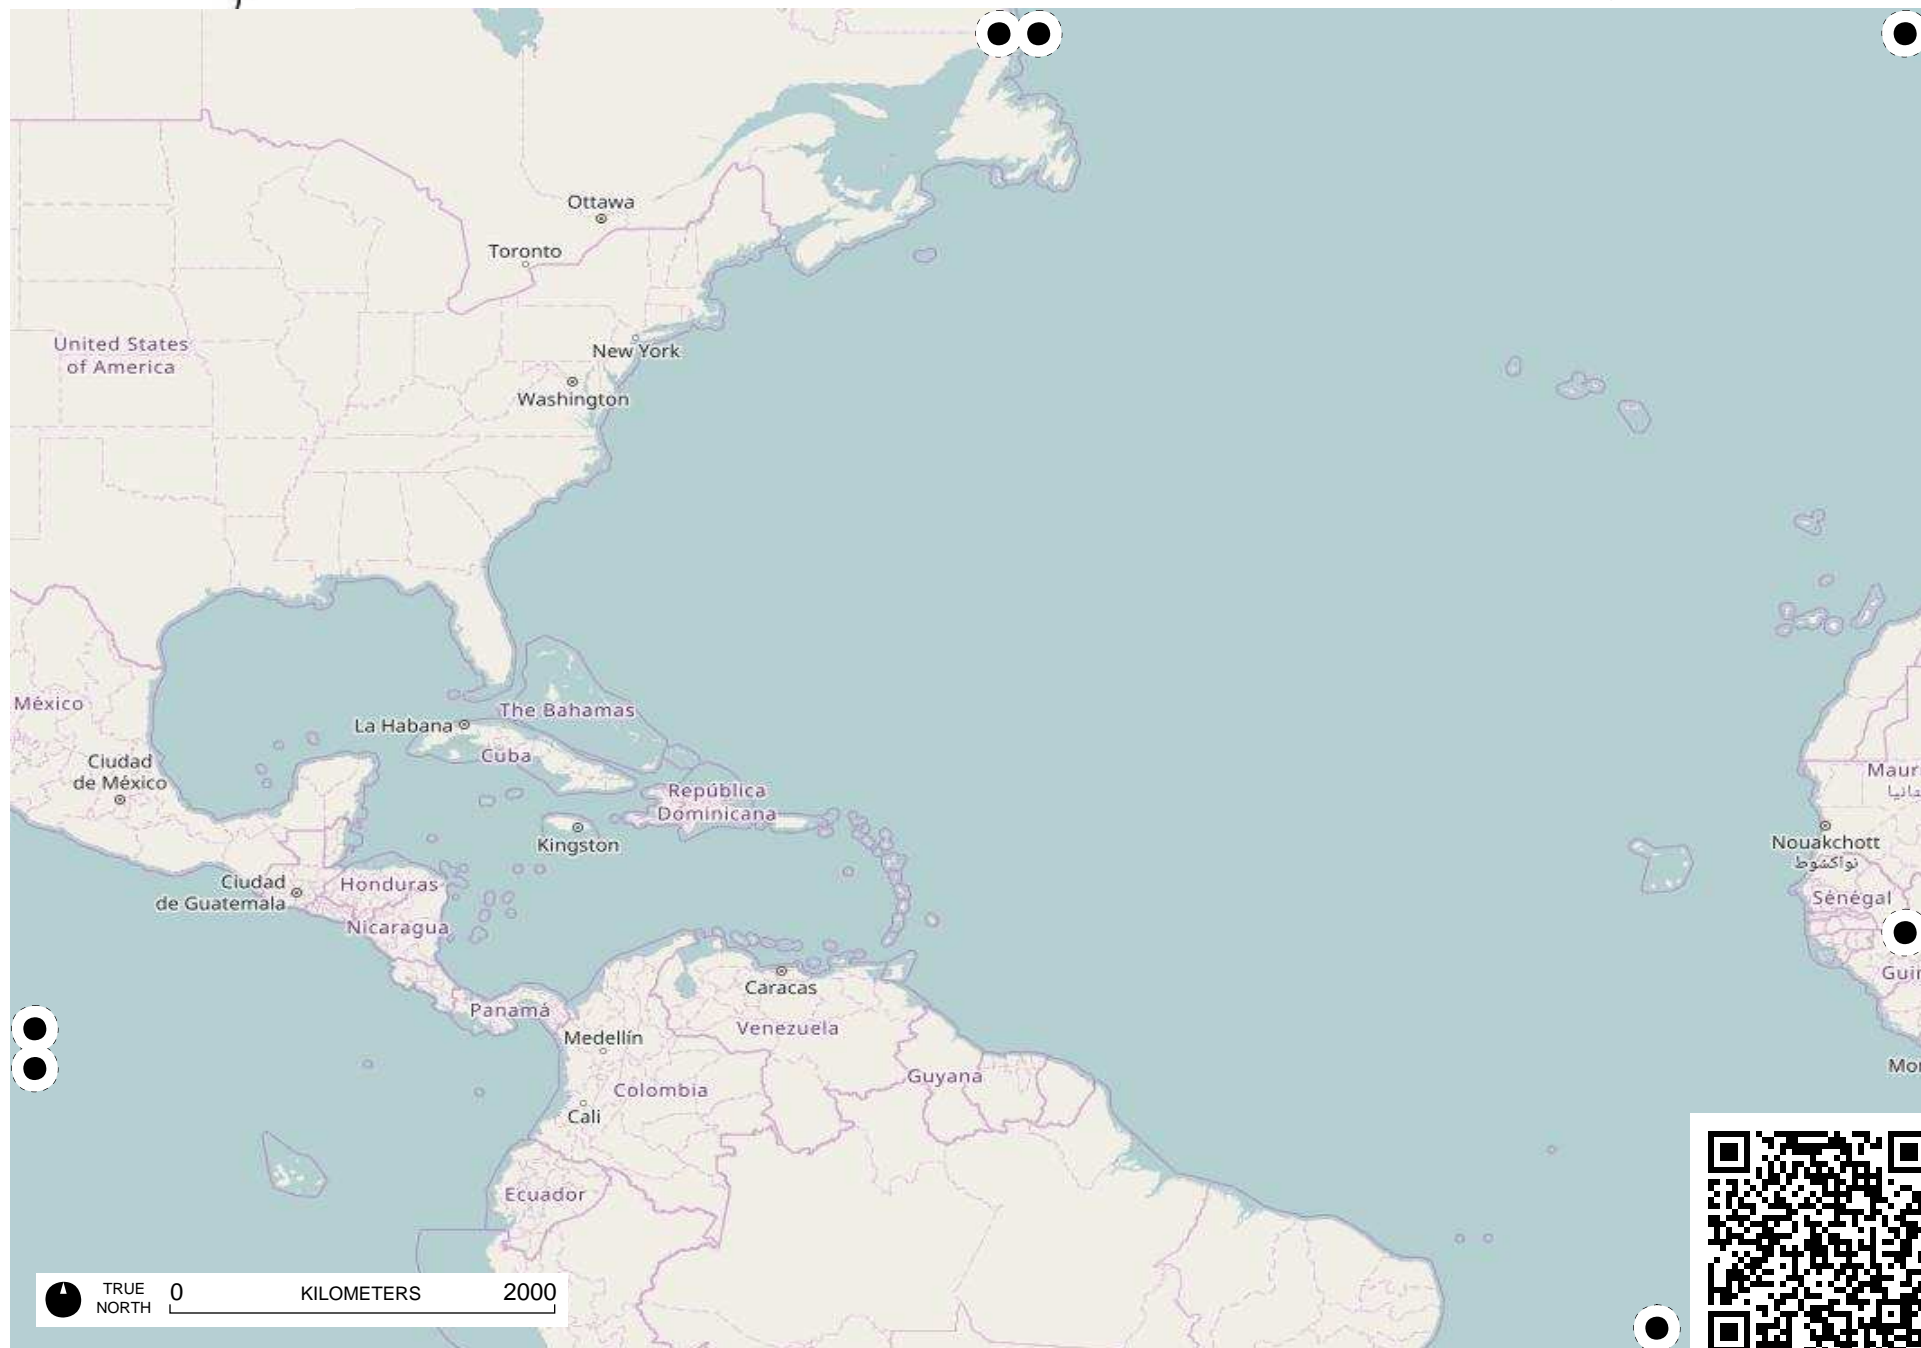 Ottawa
Toronto
United States
of America
New York
Washington
México
La Habana
The Bahamas
Cuba
Ciudad
de México
República
Dominicana
Kingston
Nouakchott
نواكشوط
Ciudad
de Guatemala
Honduras
Sénégal
Nicaragua
Caracas
Panamá
Venezuela
Medellín
Guyana
Colombia
Cali
Ecuador
TRUE
NORTH
0
KILOMETERS
2000